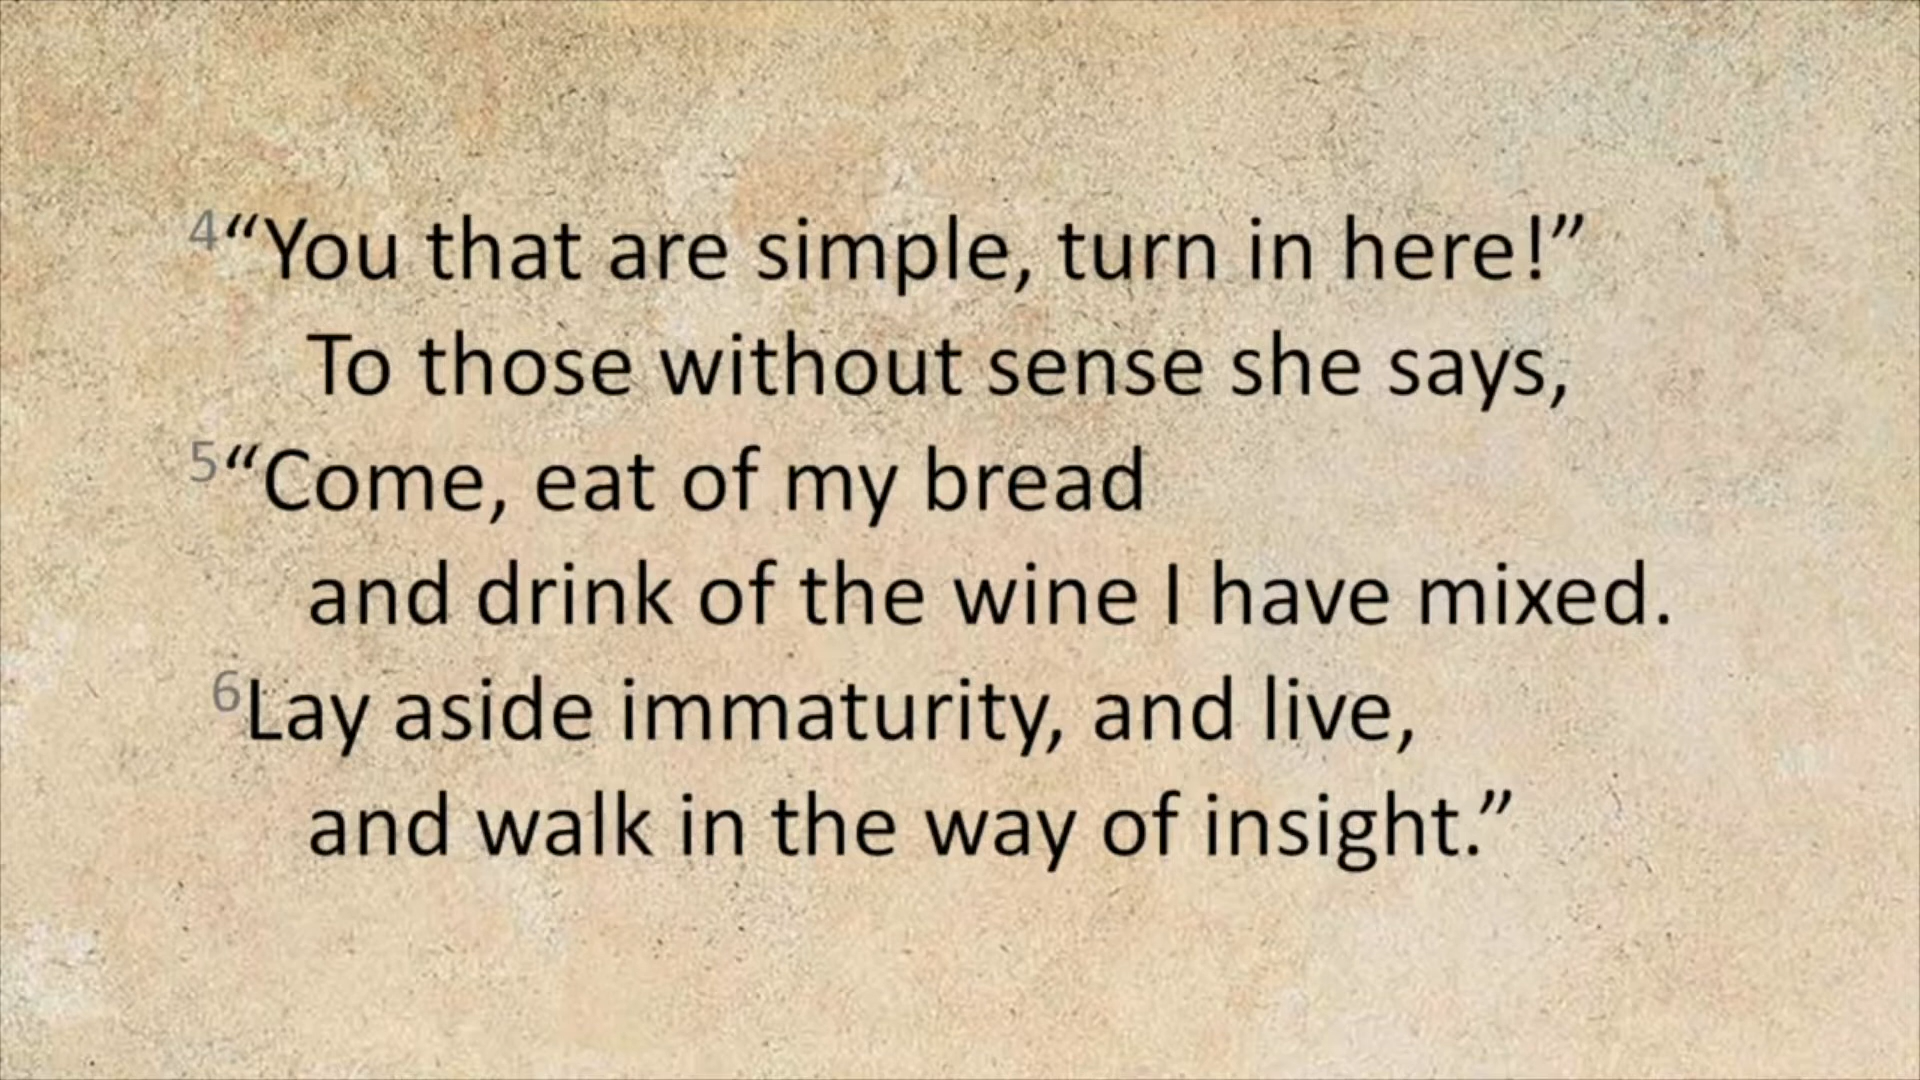 4“You that are simple, turn in here!”
To those without sense she says,
5“Come, eat of my bread
and drink of the wine I have mixed.
6Lay aside immaturity, and live,
and walk in the way of insight.”